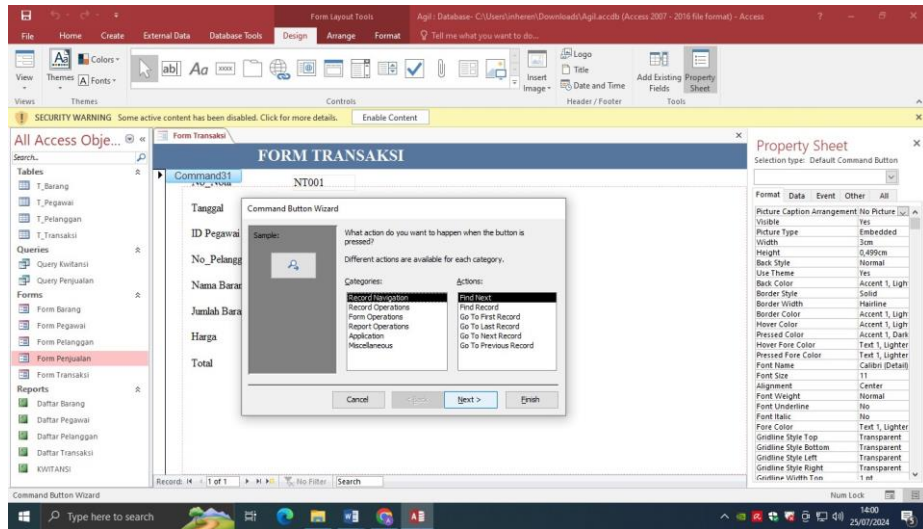 Form Layout Tools
Agil : Database- C:\Users\inheren\Downloads\Agil.accdb (Access 2007 - 2016 file format) - Access
File Home Create External Data Database Tools Design Arrange Format Tell me what you want to do...
View
Themes
Colors
Fonts
Insert Image
Logo
Title
Date and Time
Add Existing Fields
Property Sheet
Views Themes Controls Header / Footer Tools
SECURITY WARNING Some active content has been disabled. Click for more details. Enable Content
All Access Obje...
Search..
Tables
T_Barang
T_Pegawai
T_Pelanggan
T_Transaksi
Queries
Query Kwitansi
Query Penjualan
Forms
Form Barang
Form Pegawai
Form Pelanggan
Form Penjualan
Form Transaksi
Reports
Daftar Barang
Daftar Pegawai
Daftar Pelanggan
Daftar Transaksi
KWITANSI
Form Transaksi
FORM TRANSAKSI
Command31
NT001
Tanggal
ID Pegawai
No_Pelangg
Nama Baran
Jumlah Bara
Harga
Total
Command Button Wizard
Sample:
What action do you want to happen when the button is
pressed?
Different actions are available for each category.
Categories:
Record Navigation
Record Operations
Form Operations
Report Operations
Application
Miscellaneous
Actions:
Find Next
Find Record
Go To First Record
Go To Last Record
Go To Next Record
Go To Previous Record
Cancel < Back Next > Finish
Record: 1 of 1 No Filter Search
Property Sheet
Selection type: Default Command Button
Format Data Event Other All
Picture Caption Arrangement No Picture
Visible Yes
Picture Type Embedded
Width 3cm
Height 0,499cm
Back Style Normal
Use Theme Yes
Back Color Accent 1, Ligh
Border Style Solid
Border Width Hairline
Border Color Accent 1, Ligh
Hover Color Accent 1, Ligh
Pressed Color Accent 1, Dark
Hover Fore Color Text 1, Lighter
Pressed Fore Color Text 1, Lighter
Font Name Calibri (Detail)
Font Size 11
Alignment Center
Font Weight Normal
Font Underline No
Font Italic No
Fore Color Text 1, Lighter
Gridline Style Top Transparent
Gridline Style Bottom Transparent
Gridline Style Left Transparent
Gridline Style Right Transparent
Gridline Width Top 1 pt
Command Button Wizard
Num Lock
Type here to search
14:00
25/07/2024